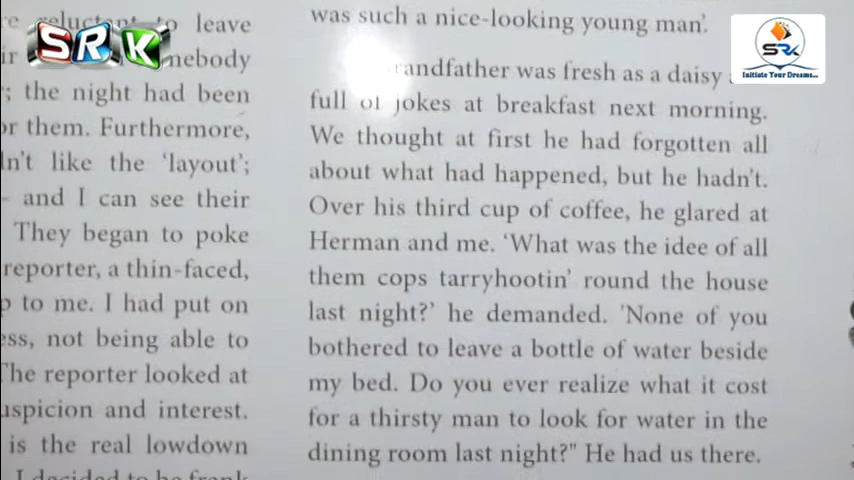 SRK
e reluctant to leave
ir mebody
; the night had been
or them. Furthermore,
n't like the 'layout';
- and I can see their
They began to poke
reporter, a thin-faced,
p to me. I had put on
ess, not being able to
The reporter looked at
uspicion and interest.
is the real lowdown
I decided to be frank
was such a nice-looking young man'.
randfather was fresh as a daisy
full of jokes at breakfast next morning.
We thought at first he had forgotten all
about what had happened, but he hadn't.
Over his third cup of coffee, he glared at
Herman and me. 'What was the idee of all
them cops tarryhootin' round the house
last night?' he demanded. 'None of you
bothered to leave a bottle of water beside
my bed. Do you ever realize what it cost
for a thirsty man to look for water in the
dining room last night?" He had us there.
SRK
Initiate Your Dreams...